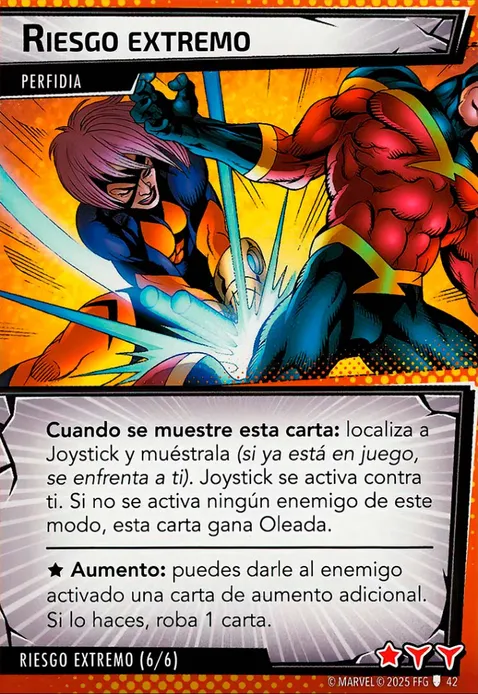 RIESGO EXTREMO
PERFIDIA
Cuando se muestre esta carta: localiza a
Joystick y muéstrala (si ya está en juego,
se enfrenta a ti). Joystick se activa contra
ti. Si no se activa ningún enemigo de este
modo, esta carta gana Oleada.
★ Aumento: puedes darle al enemigo
activado una carta de aumento adicional.
Si lo haces, roba 1 carta.
RIESGO EXTREMO (6/6)
© MARVEL © 2025 FFG 42